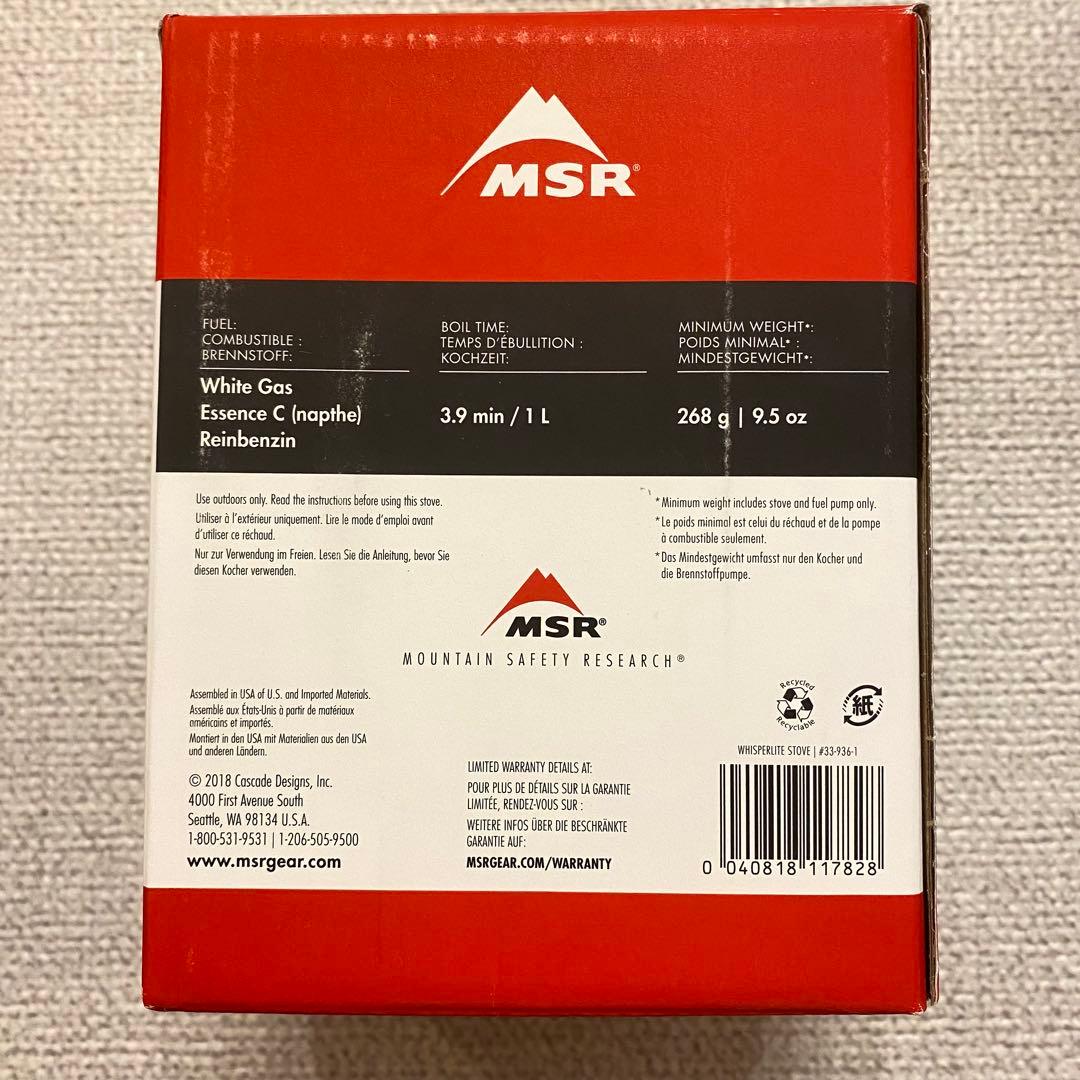 MSR®
FUEL:
COMBUSTIBLE :
BRENNSTOFF:
White Gas
Essence C (napthe)
Reinbenzin
BOIL TIME:
TEMPS D'ÉBULLITION :
KOCHZEIT:
3.9 min / 1 L
MINIMUM WEIGHT*:
POIDS MINIMAL* :
MINDESTGEWICHT*:
268 g | 9.5 oz
Use outdoors only. Read the instructions before using this stove.
Utiliser à l'extérieur uniquement. Lire le mode d'emploi avant
d'utiliser ce réchaud.
Nur zur Verwendung im Freien. Lesen Sie die Anleitung, bevor Sie
diesen Kocher verwenden.
*Minimum weight includes stove and fuel pump only.
*Le poids minimal est celui du réchaud et de la pompe
à combustible seulement.
*Das Mindestgewicht umfasst nur den Kocher und
die Brennstoffpumpe.
MSR®
MOUNTAIN SAFETY RESEARCH®
Assembled in USA of U.S. and Imported Materials.
Assemblé aux États-Unis à partir de matériaux
américains et importés.
Montiert in den USA mit Materialien aus den USA
und anderen Ländern.
© 2018 Cascade Designs, Inc.
4000 First Avenue South
Seattle, WA 98134 U.S.A.
1-800-531-9531 | 1-206-505-9500
www.msrgear.com
LIMITED WARRANTY DETAILS AT:
POUR PLUS DE DÉTAILS SUR LA GARANTIE
LIMITÉE, RENDEZ-VOUS SUR :
WEITERE INFOS ÜBER DIE BESCHRÄNKTE
GARANTIE AUF:
MSRGEAR.COM/WARRANTY
Recycled
Recyclable
紙
WHISPERLITE STOVE | #33-936-1
0 040818 117828